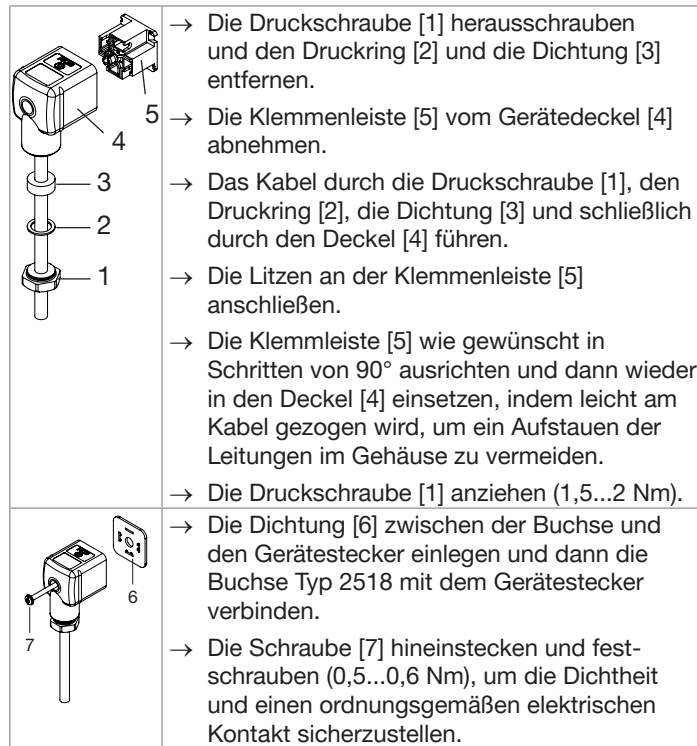 → Die Druckschraube [1] herausschrauben
und den Druckring [2] und die Dichtung [3]
entfernen.
→ Die Klemmenleiste [5] vom Gerätedeckel [4]
abnehmen.
→ Das Kabel durch die Druckschraube [1], den
Druckring [2], die Dichtung [3] und schließlich
durch den Deckel [4] führen.
→ Die Litzen an der Klemmenleiste [5]
anschließen.
→ Die Klemmleiste [5] wie gewünscht in
Schritten von 90° ausrichten und dann wieder
in den Deckel [4] einsetzen, indem leicht am
Kabel gezogen wird, um ein Aufstauen der
Leitungen im Gehäuse zu vermeiden.
→ Die Druckschraube [1] anziehen (1,5...2 Nm).
5
4
3
2
1
→ Die Dichtung [6] zwischen der Buchse und
den Gerätestecker einlegen und dann die
Buchse Typ 2518 mit dem Gerätestecker
verbinden.
→ Die Schraube [7] hineinstecken und fest-
schrauben (0,5...0,6 Nm), um die Dichtheit
und einen ordnungsgemäßen elektrischen
Kontakt sicherzustellen.
6
7